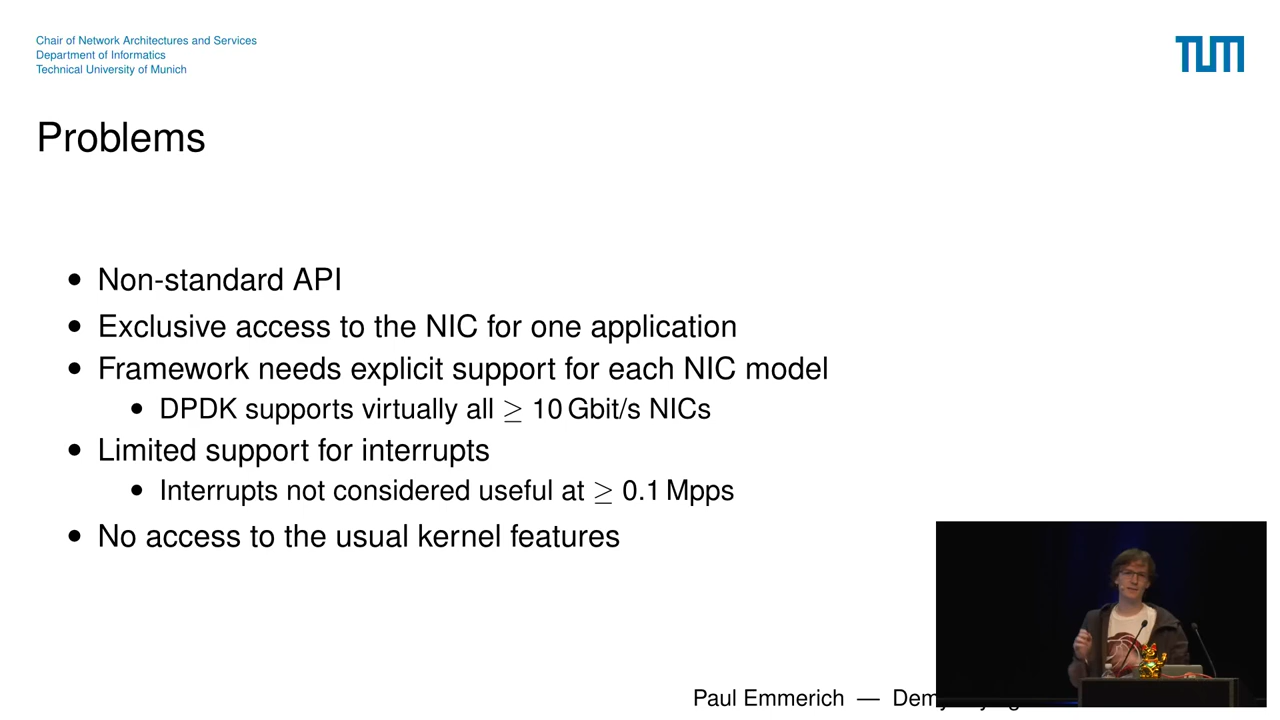 Chair of Network Architectures and Services
Department of Informatics
Technical University of Munich
TUM
Problems
• Non-standard API
• Exclusive access to the NIC for one application
• Framework needs explicit support for each NIC model
• DPDK supports virtually all ≥ 10 Gbit/s NICs
• Limited support for interrupts
• Interrupts not considered useful at ≥ 0.1 Mpps
• No access to the usual kernel features
Paul Emmerich —